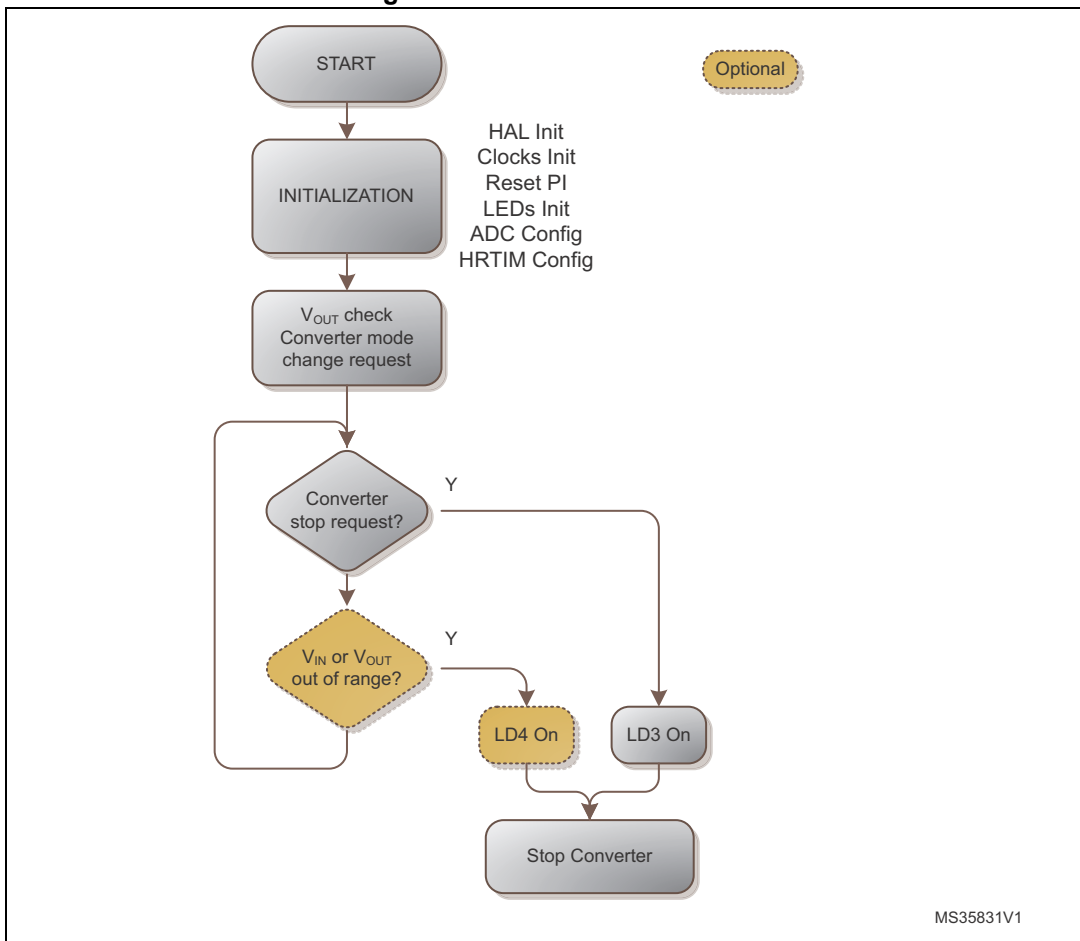 START
Optional
HAL Init
Clocks Init
Reset PI
LEDs Init
ADC Config
HRTIM Config
INITIALIZATION
VOUT check
Converter mode
change request
Converter
stop request?
Y
VIN or VOUT
out of range?
Y
LD4 On
LD3 On
Stop Converter
MS35831V1